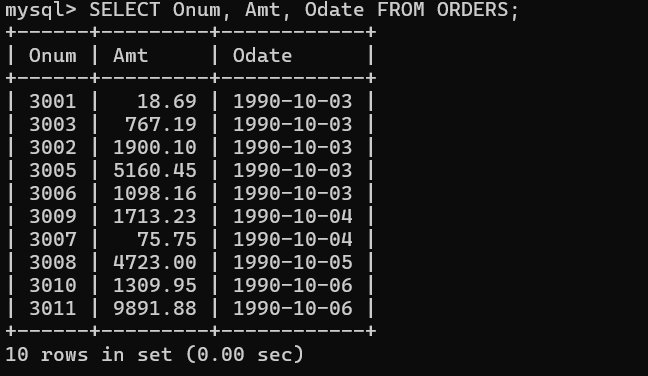 mysql> SELECT Onum, Amt, Odate FROM ORDERS;
+------+---------+------------+
| Onum | Amt     | Odate      |
+------+---------+------------+
| 3001 |   18.69 | 1990-10-03 |
| 3003 |  767.19 | 1990-10-03 |
| 3002 | 1900.10 | 1990-10-03 |
| 3005 | 5160.45 | 1990-10-03 |
| 3006 | 1098.16 | 1990-10-03 |
| 3009 | 1713.23 | 1990-10-04 |
| 3007 |   75.75 | 1990-10-04 |
| 3008 | 4723.00 | 1990-10-05 |
| 3010 | 1309.95 | 1990-10-06 |
| 3011 | 9891.88 | 1990-10-06 |
+------+---------+------------+
10 rows in set (0.00 sec)